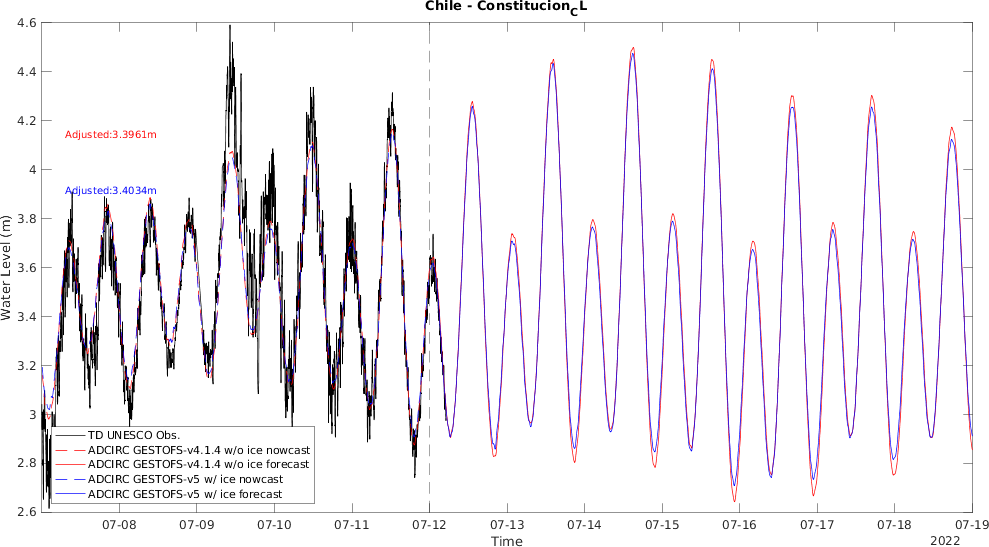 Chile - Constitucion_CL
4.6
4.4
4.2
4
3.8
3.6
3.4
3.2
3
2.8
2.6
Water Level (m)
Adjusted:3.3961m
Adjusted:3.4034m
TD UNESCO Obs.
ADCIRC GESTOFS-v4.1.4 w/o ice nowcast
ADCIRC GESTOFS-v4.1.4 w/o ice forecast
ADCIRC GESTOFS-v5 w/ ice nowcast
ADCIRC GESTOFS-v5 w/ ice forecast
07-08 07-09 07-10 07-11 07-12 07-13 07-14 07-15 07-16 07-17 07-18 07-19
Time
2022